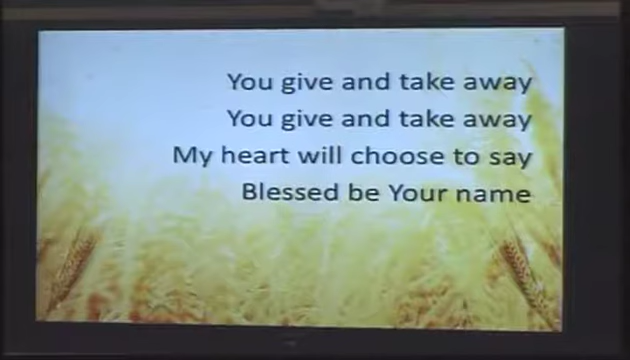 You give and take away
You give and take away
My heart will choose to say
Blessed be Your name